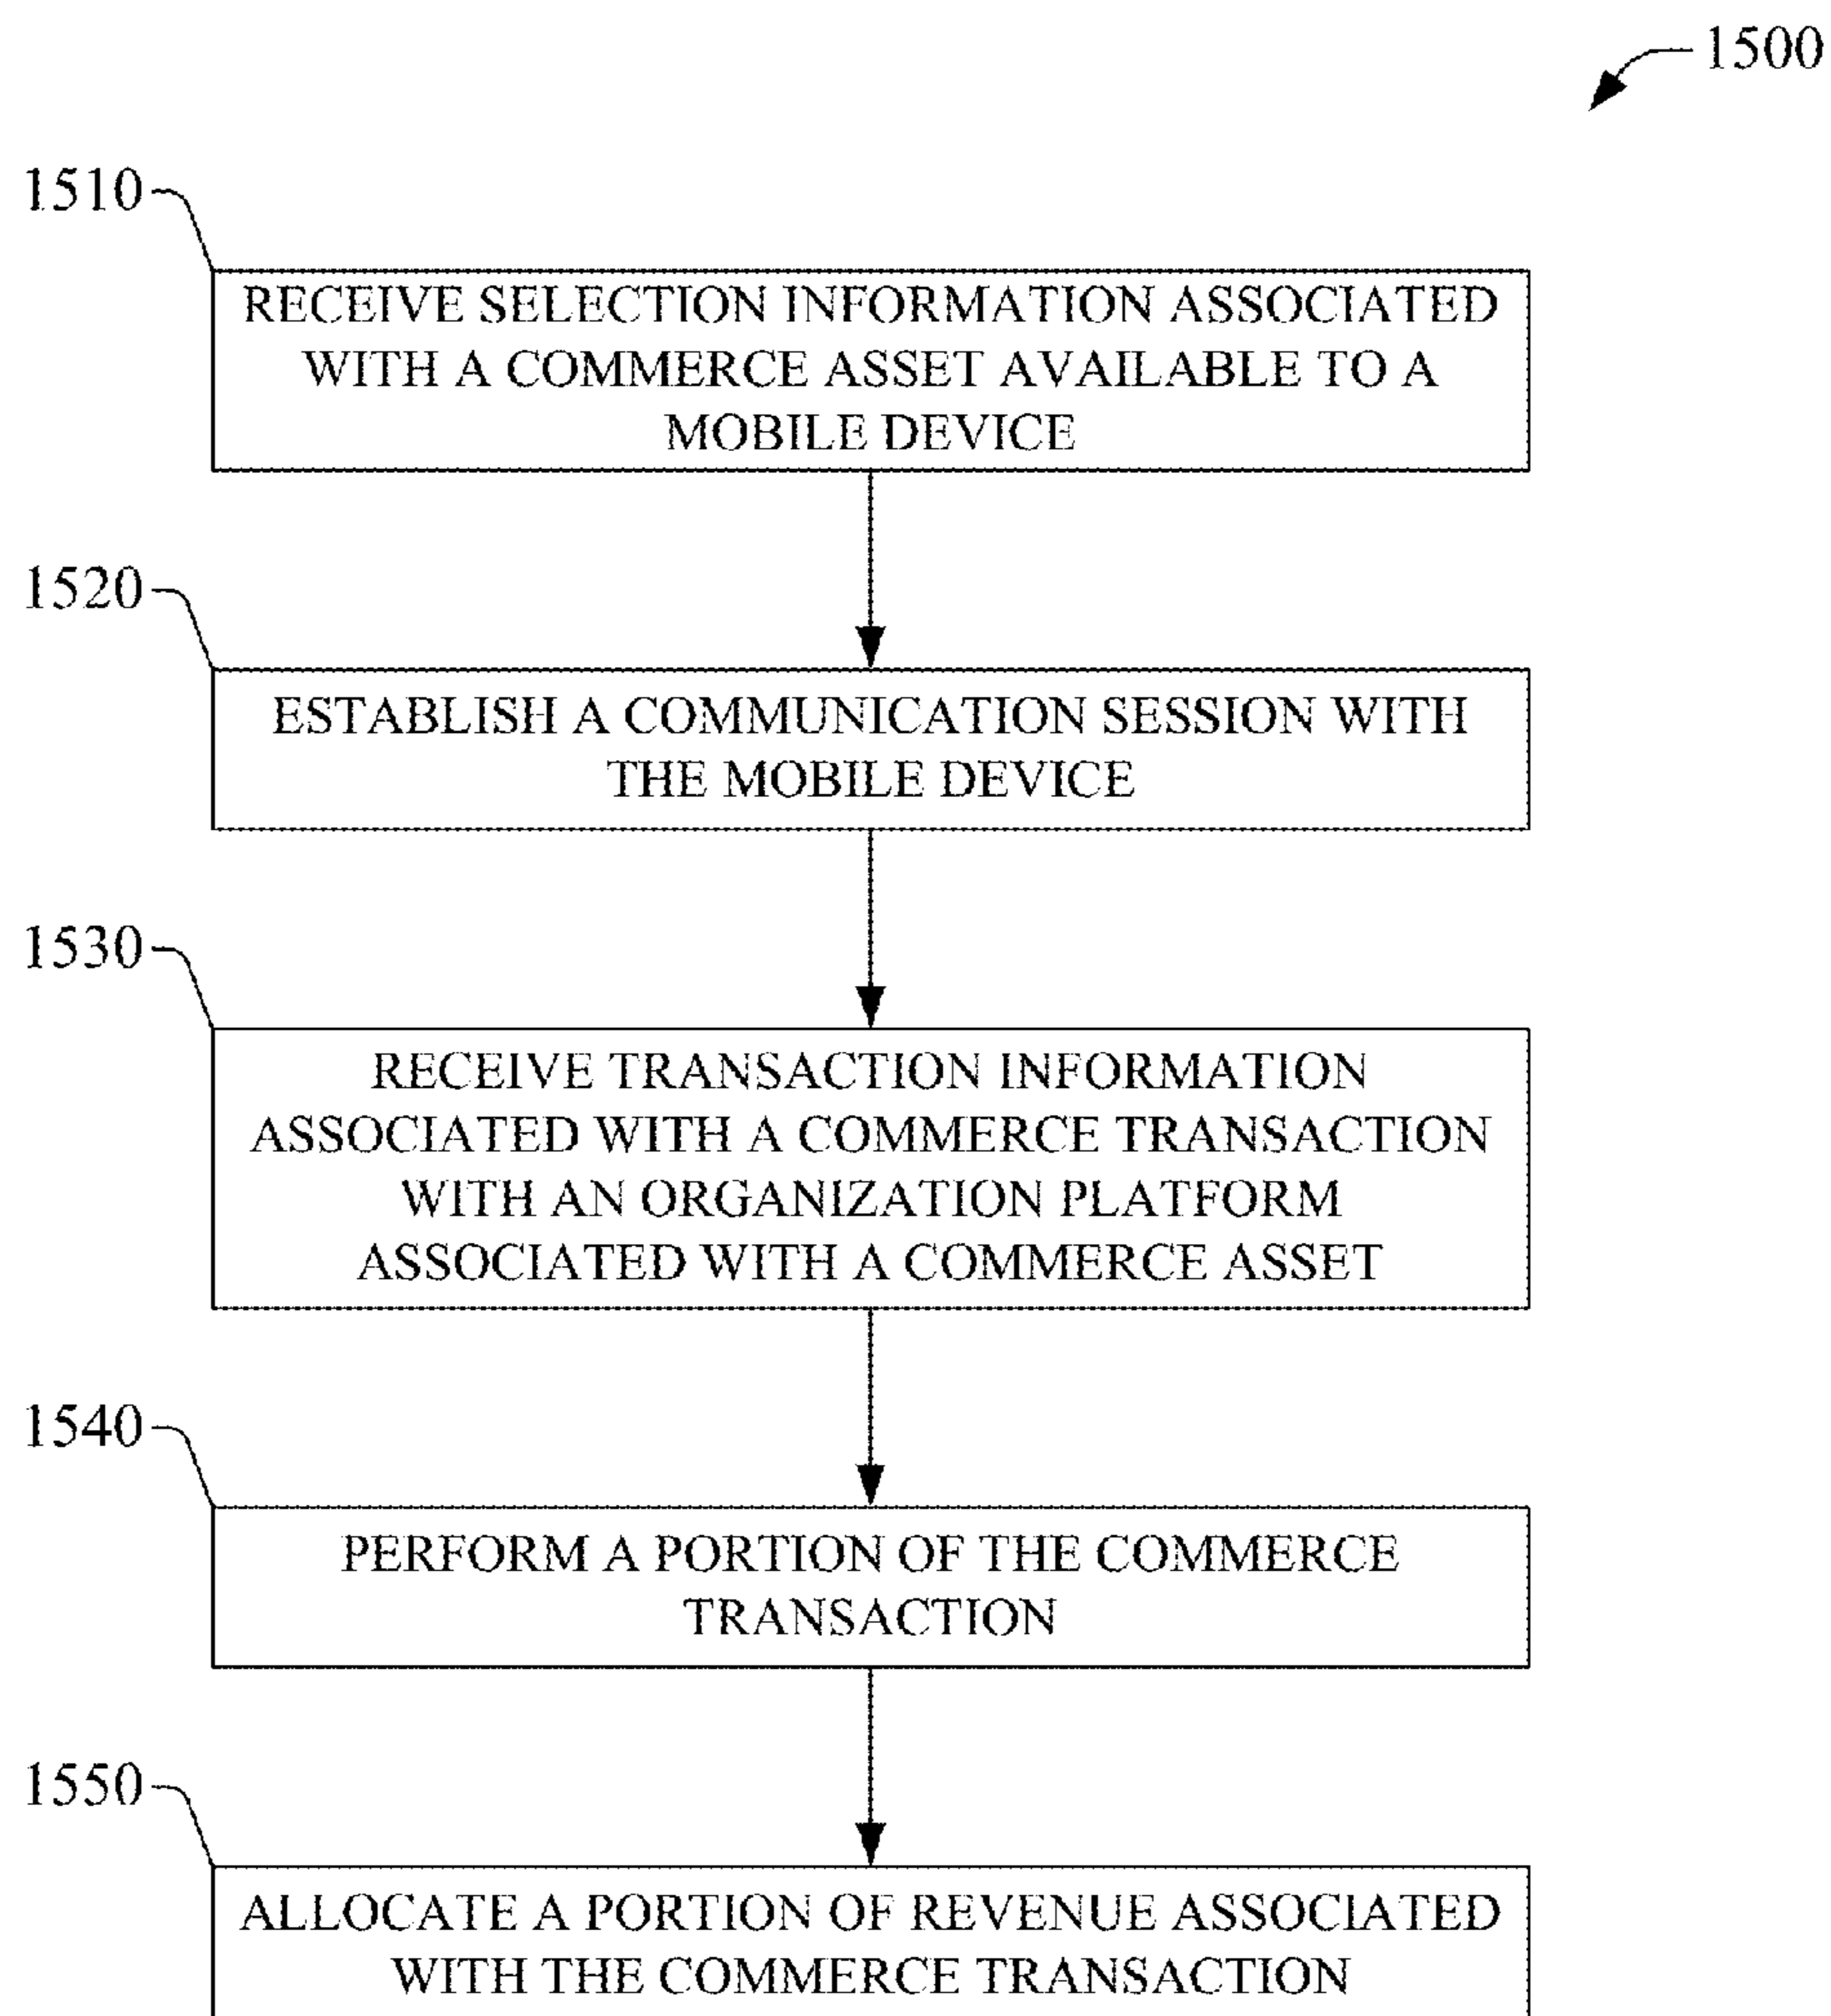 1500
1510
RECEIVE SELECTION INFORMATION ASSOCIATED
WITH A COMMERCE ASSET AVAILABLE TO A
MOBILE DEVICE
1520
ESTABLISH A COMMUNICATION SESSION WITH
THE MOBILE DEVICE
1530
RECEIVE TRANSACTION INFORMATION
ASSOCIATED WITH A COMMERCE TRANSACTION
WITH AN ORGANIZATION PLATFORM
ASSOCIATED WITH A COMMERCE ASSET
1540
PERFORM A PORTION OF THE COMMERCE
TRANSACTION
1550
ALLOCATE A PORTION OF REVENUE ASSOCIATED
WITH THE COMMERCE TRANSACTION